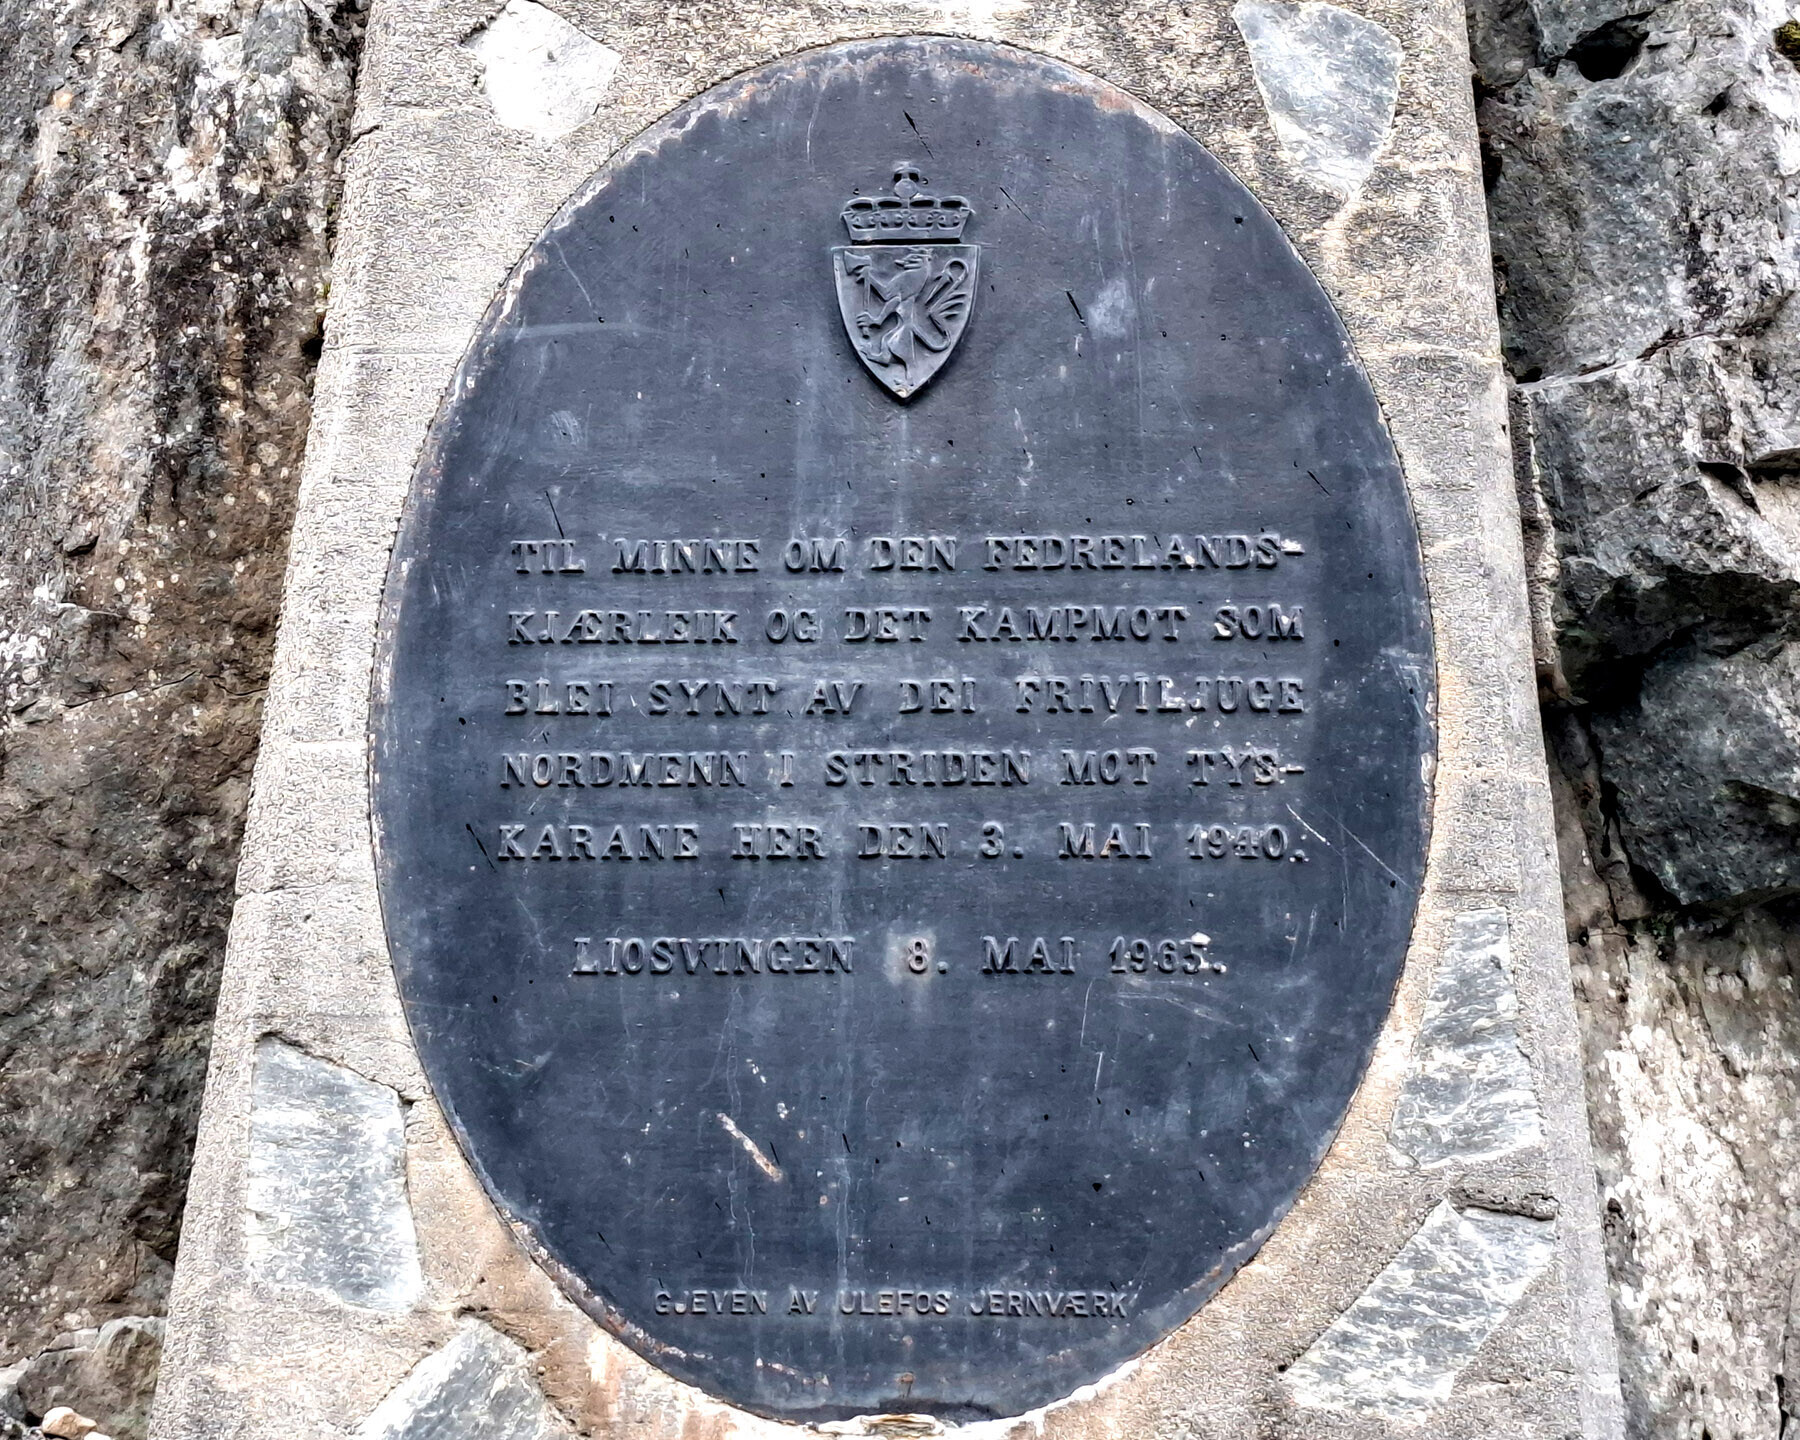 TIL MINNE OM DEN FEDRELANDS-
KJÆRLEIK OG DET KAMPMOT SOM
BLEI SYNT AV DEI FRIVILJUGE
NORDMENN I STRIDEN MOT TYS-
KARANE HER DEN 3. MAI 1940.
LIOSVINGEN 8. MAI 1965.
GJEVEN AV ULEFOS JERNVÆRK